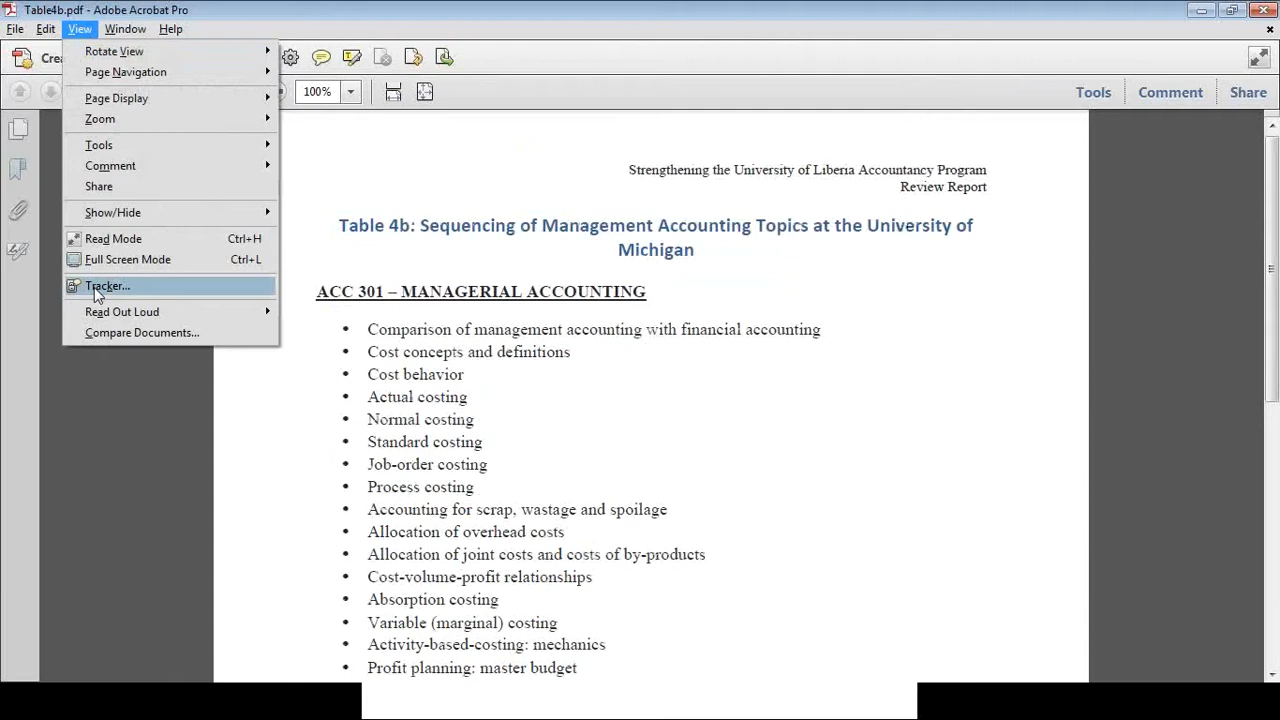 Table4b.pdf - Adobe Acrobat Pro
File Edit View Window Help
Rotate View
Page Navigation
Page Display
Zoom
Tools
Comment
Share
Show/Hide
Read Mode Ctrl+H
Full Screen Mode Ctrl+L
Tracker...
Read Out Loud
Compare Documents...
100%
Tools Comment Share
Strengthening the University of Liberia Accountancy Program
Review Report
Table 4b: Sequencing of Management Accounting Topics at the University of
Michigan
ACC 301 – MANAGERIAL ACCOUNTING
• Comparison of management accounting with financial accounting
• Cost concepts and definitions
• Cost behavior
• Actual costing
• Normal costing
• Standard costing
• Job-order costing
• Process costing
• Accounting for scrap, wastage and spoilage
• Allocation of overhead costs
• Allocation of joint costs and costs of by-products
• Cost-volume-profit relationships
• Absorption costing
• Variable (marginal) costing
• Activity-based-costing: mechanics
• Profit planning: master budget